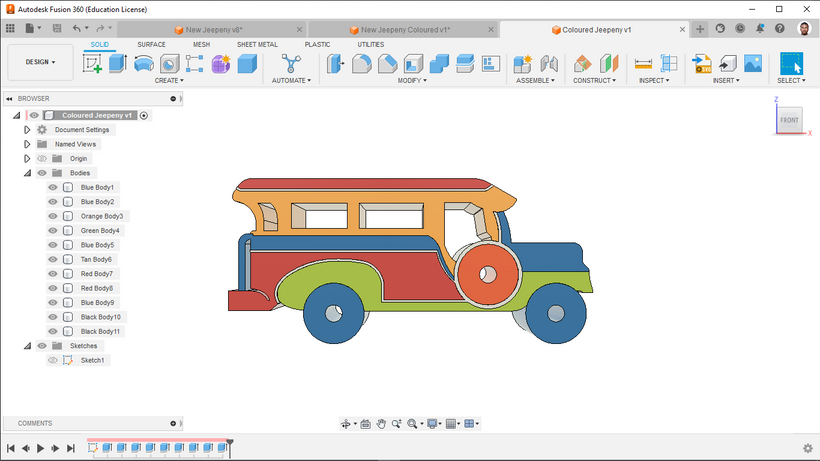 Autodesk Fusion 360 (Education License)
New Jeepeny v8*
New Jeepeny Coloured v1*
Coloured Jeepeny v1
SOLID SURFACE MESH SHEET METAL PLASTIC UTILITIES
DESIGN
CREATE AUTOMATE MODIFY ASSEMBLE CONSTRUCT INSPECT INSERT SELECT
BROWSER
Coloured Jeepeny v1
Document Settings
Named Views
Origin
Bodies
Blue Body1
Blue Body2
Orange Body3
Green Body4
Blue Body5
Tan Body6
Red Body7
Red Body8
Blue Body9
Black Body10
Black Body11
Sketches
Sketch1
Z
FRONT
X
COMMENTS